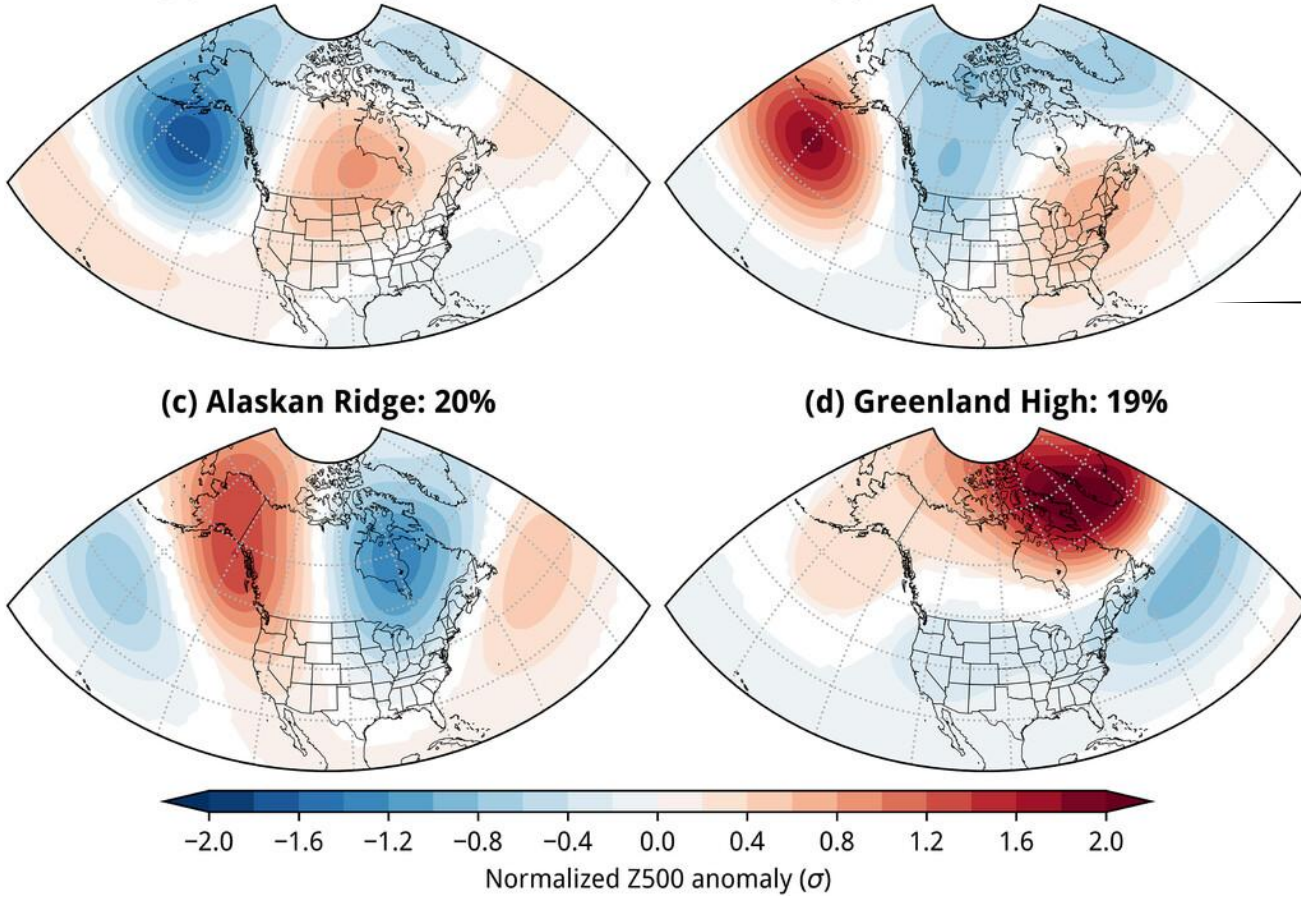 (c) Alaskan Ridge: 20%
(d) Greenland High: 19%
−2.0 −1.6 −1.2 −0.8 −0.4 0.0 0.4 0.8 1.2 1.6 2.0
Normalized Z500 anomaly (σ)